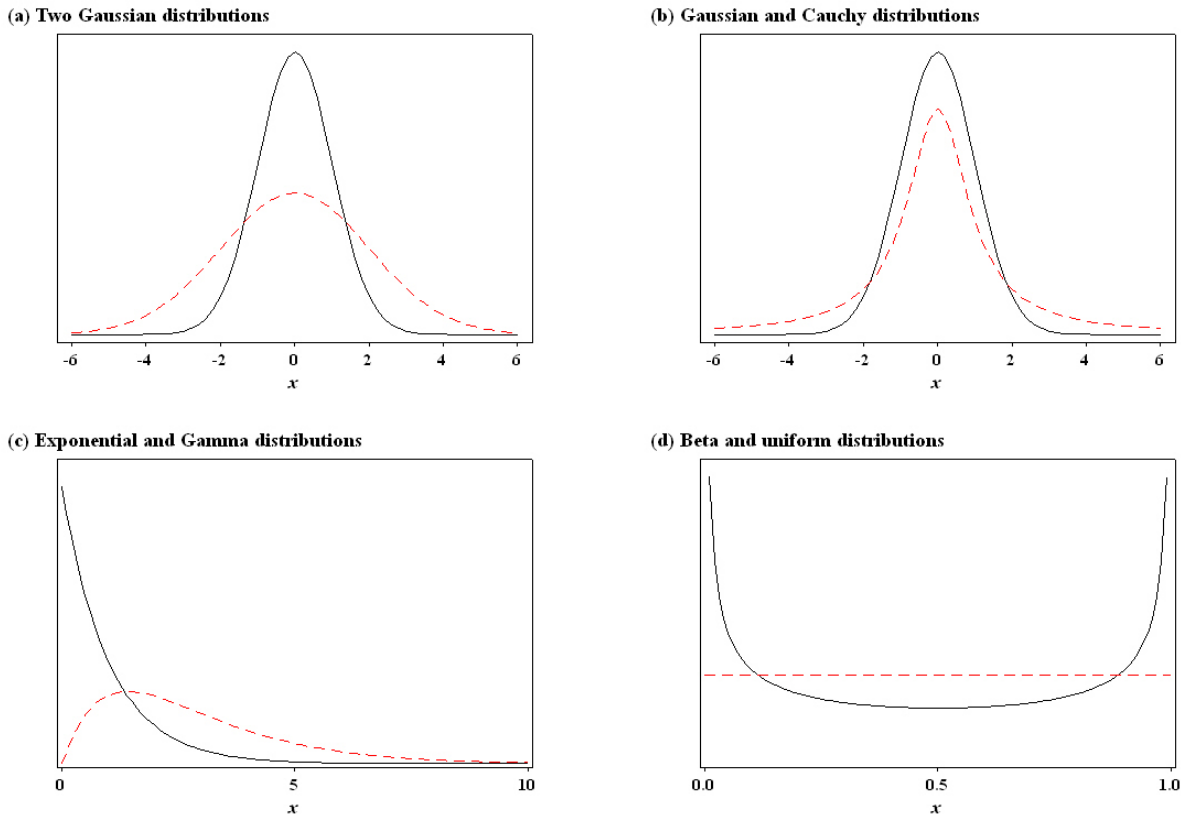 (a) Two Gaussian distributions
-6 -4 -2 0 2 4 6
x
(b) Gaussian and Cauchy distributions
-6 -4 -2 0 2 4 6
x
(c) Exponential and Gamma distributions
0 5 10
x
(d) Beta and uniform distributions
0.0 0.5 1.0
x